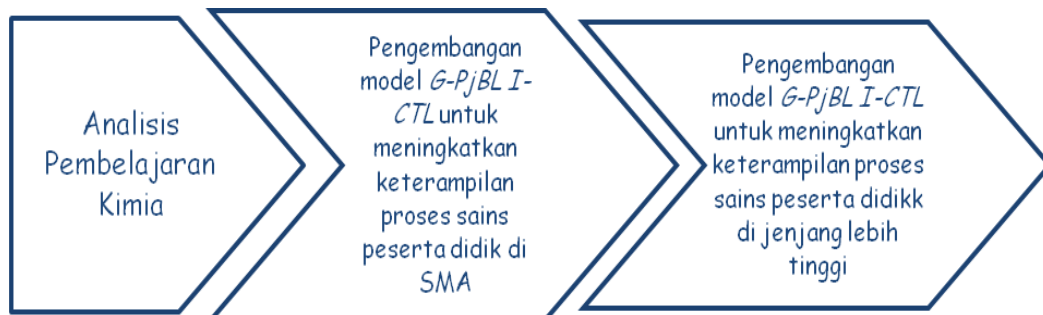 Analisis
Pembelajaran
Kimia
Pengembangan
model G-PjBL I-
CTL untuk
meningkatkan
keterampilan
proses sains
peserta didik di
SMA
Pengembangan
model G-PjBL I-CTL
untuk meningkatkan
keterampilan proses
sains peserta didikk
di jenjang lebih
tinggi